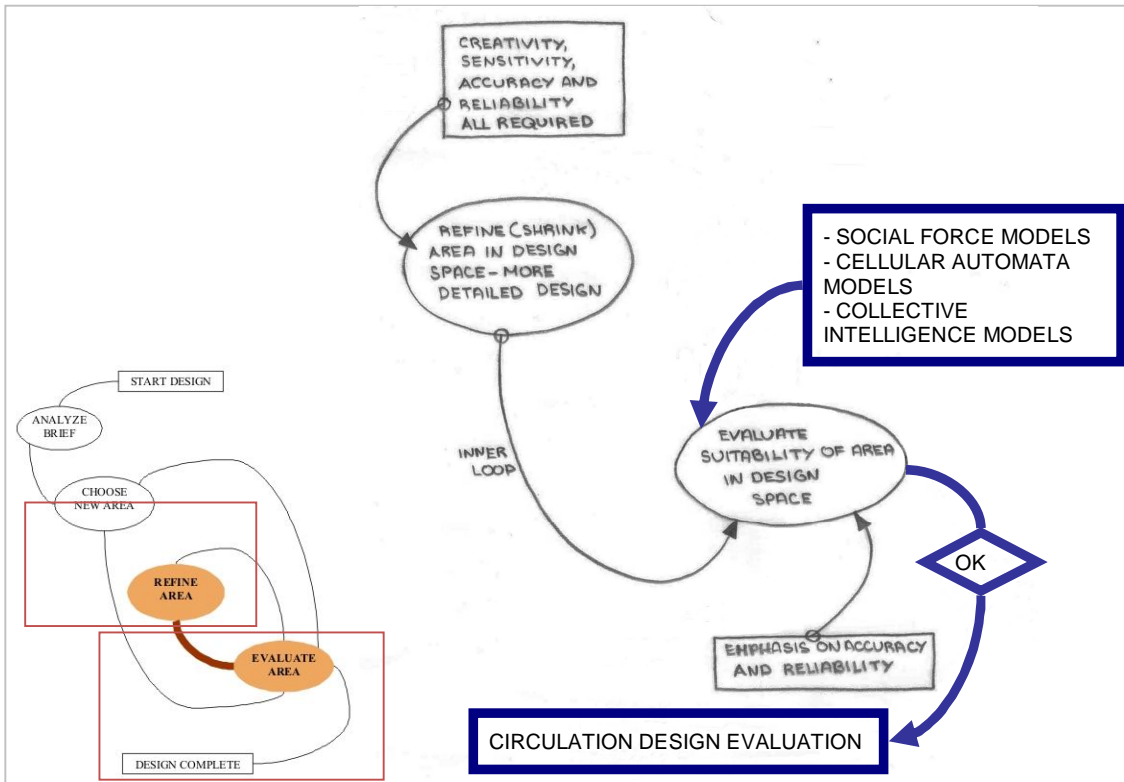 CREATIVITY,
SENSITIVITY,
ACCURACY AND
RELIABILITY
ALL REQUIRED
REFINE (SHRINK)
AREA IN DESIGN
SPACE - MORE
DETAILED DESIGN
- SOCIAL FORCE MODELS
- CELLULAR AUTOMATA
MODELS
- COLLECTIVE
INTELLIGENCE MODELS
START DESIGN
ANALYZE
BRIEF
CHOOSE
NEW AREA
REFINE
AREA
EVALUATE
AREA
DESIGN COMPLETE
INNER
LOOP
EVALUATE
SUITABILITY OF AREA
IN DESIGN
SPACE
OK
EMPHASIS ON ACCURACY
AND RELIABILITY
CIRCULATION DESIGN EVALUATION